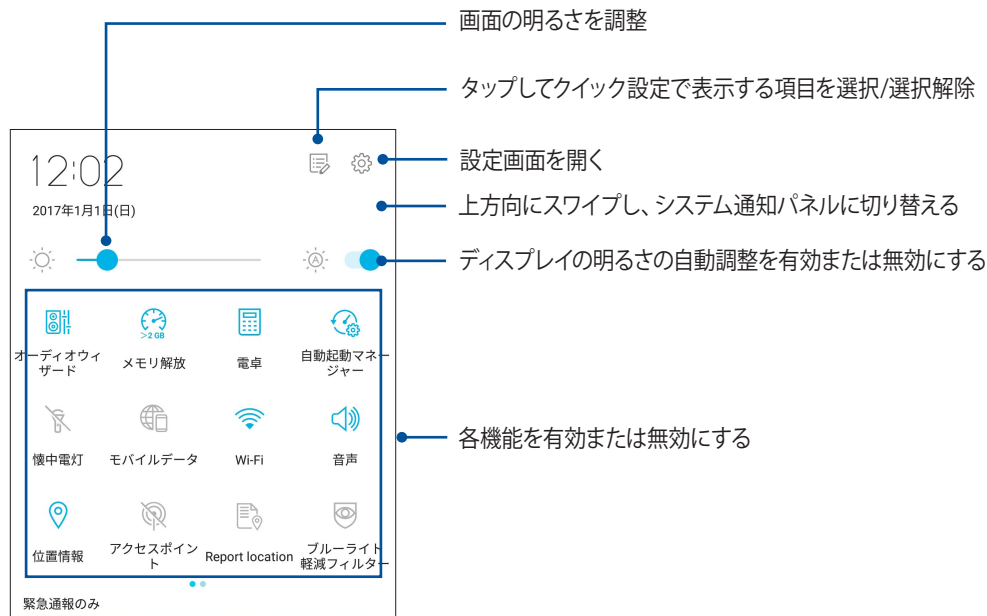 画面の明るさを調整
タップしてクイック設定で表示する項目を選択/選択解除
設定画面を開く
上方向にスワイプし、システム通知パネルに切り替える
ディスプレイの明るさの自動調整を有効または無効にする
各機能を有効または無効にする
12:02
2017年1月1日(日)
A
>2 GB
オーディオウィ
ザード
メモリ解放
電卓
自動起動マネー
ジャー
懐中電灯
モバイルデータ
Wi-Fi
音声
位置情報
アクセスポイン
ト
Report location
ブルーライト
軽減フィルター
緊急通報のみ